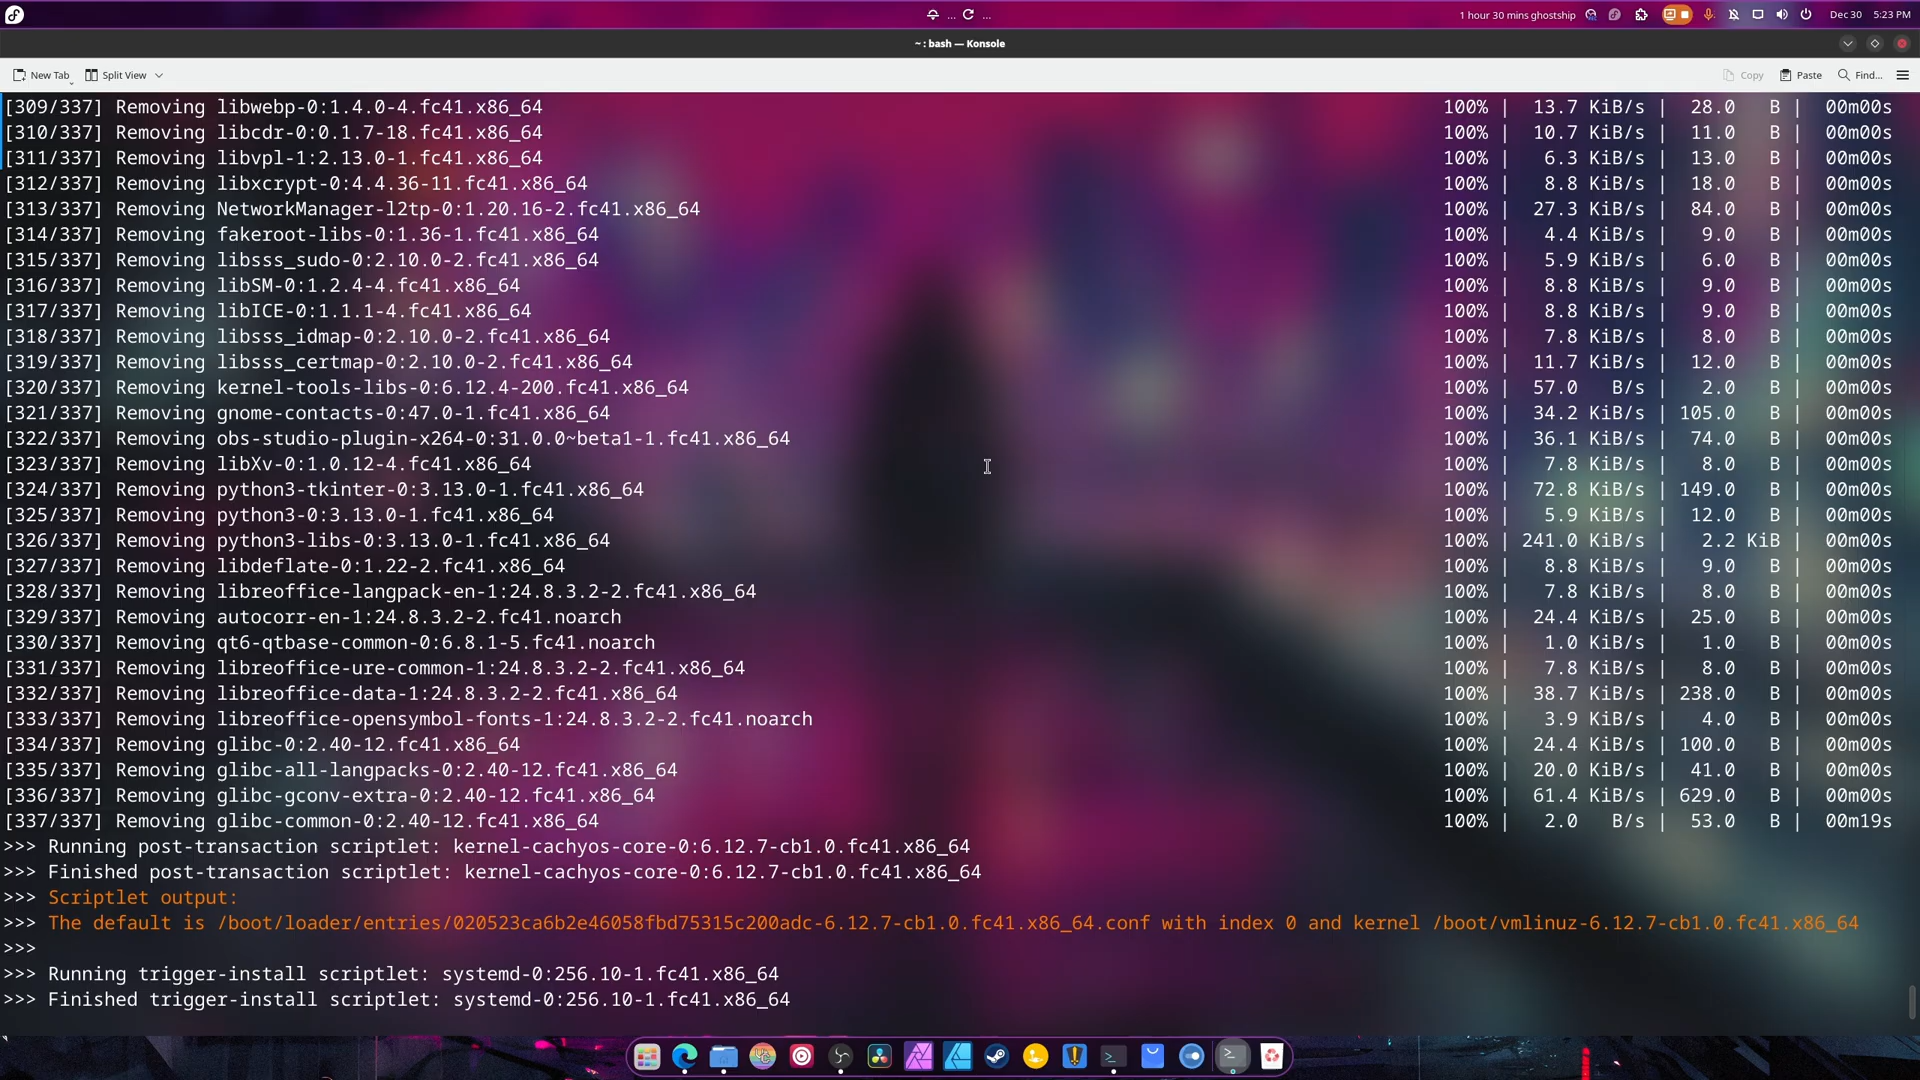 ... ...
1 hour 30 mins ghostship
Dec 30 5:23 PM
~ : bash — Konsole
New Tab Split View
Copy Paste Find...
[309/337] Removing libwebp-0:1.4.0-4.fc41.x86_64 100% | 13.7 KiB/s | 28.0 B | 00m00s
[310/337] Removing libcdr-0:0.1.7-18.fc41.x86_64 100% | 10.7 KiB/s | 11.0 B | 00m00s
[311/337] Removing libvpl-1:2.13.0-1.fc41.x86_64 100% | 6.3 KiB/s | 13.0 B | 00m00s
[312/337] Removing libxcrypt-0:4.4.36-11.fc41.x86_64 100% | 8.8 KiB/s | 18.0 B | 00m00s
[313/337] Removing NetworkManager-l2tp-0:1.20.16-2.fc41.x86_64 100% | 27.3 KiB/s | 84.0 B | 00m00s
[314/337] Removing fakeroot-libs-0:1.36-1.fc41.x86_64 100% | 4.4 KiB/s | 9.0 B | 00m00s
[315/337] Removing libsss_sudo-0:2.10.0-2.fc41.x86_64 100% | 5.9 KiB/s | 6.0 B | 00m00s
[316/337] Removing libSM-0:1.2.4-4.fc41.x86_64 100% | 8.8 KiB/s | 9.0 B | 00m00s
[317/337] Removing libICE-0:1.1.1-4.fc41.x86_64 100% | 8.8 KiB/s | 9.0 B | 00m00s
[318/337] Removing libsss_idmap-0:2.10.0-2.fc41.x86_64 100% | 7.8 KiB/s | 8.0 B | 00m00s
[319/337] Removing libsss_certmap-0:2.10.0-2.fc41.x86_64 100% | 11.7 KiB/s | 12.0 B | 00m00s
[320/337] Removing kernel-tools-libs-0:6.12.4-200.fc41.x86_64 100% | 57.0 B/s | 2.0 B | 00m00s
[321/337] Removing gnome-contacts-0:47.0-1.fc41.x86_64 100% | 34.2 KiB/s | 105.0 B | 00m00s
[322/337] Removing obs-studio-plugin-x264-0:31.0.0~beta1-1.fc41.x86_64 100% | 36.1 KiB/s | 74.0 B | 00m00s
[323/337] Removing libXv-0:1.0.12-4.fc41.x86_64 100% | 7.8 KiB/s | 8.0 B | 00m00s
[324/337] Removing python3-tkinter-0:3.13.0-1.fc41.x86_64 100% | 72.8 KiB/s | 149.0 B | 00m00s
[325/337] Removing python3-0:3.13.0-1.fc41.x86_64 100% | 5.9 KiB/s | 12.0 B | 00m00s
[326/337] Removing python3-libs-0:3.13.0-1.fc41.x86_64 100% | 241.0 KiB/s | 2.2 KiB | 00m00s
[327/337] Removing libdeflate-0:1.22-2.fc41.x86_64 100% | 8.8 KiB/s | 9.0 B | 00m00s
[328/337] Removing libreoffice-langpack-en-1:24.8.3.2-2.fc41.x86_64 100% | 7.8 KiB/s | 8.0 B | 00m00s
[329/337] Removing autocorr-en-1:24.8.3.2-2.fc41.noarch 100% | 24.4 KiB/s | 25.0 B | 00m00s
[330/337] Removing qt6-qtbase-common-0:6.8.1-5.fc41.noarch 100% | 1.0 KiB/s | 1.0 B | 00m00s
[331/337] Removing libreoffice-ure-common-1:24.8.3.2-2.fc41.x86_64 100% | 7.8 KiB/s | 8.0 B | 00m00s
[332/337] Removing libreoffice-data-1:24.8.3.2-2.fc41.x86_64 100% | 38.7 KiB/s | 238.0 B | 00m00s
[333/337] Removing libreoffice-opensymbol-fonts-1:24.8.3.2-2.fc41.noarch 100% | 3.9 KiB/s | 4.0 B | 00m00s
[334/337] Removing glibc-0:2.40-12.fc41.x86_64 100% | 24.4 KiB/s | 100.0 B | 00m00s
[335/337] Removing glibc-all-langpacks-0:2.40-12.fc41.x86_64 100% | 20.0 KiB/s | 41.0 B | 00m00s
[336/337] Removing glibc-gconv-extra-0:2.40-12.fc41.x86_64 100% | 61.4 KiB/s | 629.0 B | 00m00s
[337/337] Removing glibc-common-0:2.40-12.fc41.x86_64 100% | 2.0 B/s | 53.0 B | 00m19s
>>> Running post-transaction scriptlet: kernel-cachyos-core-0:6.12.7-cb1.0.fc41.x86_64
>>> Finished post-transaction scriptlet: kernel-cachyos-core-0:6.12.7-cb1.0.fc41.x86_64
>>> Scriptlet output:
>>> The default is /boot/loader/entries/020523ca6b2e46058fbd75315c200adc-6.12.7-cb1.0.fc41.x86_64.conf with index 0 and kernel /boot/vmlinuz-6.12.7-cb1.0.fc41.x86_64
>>>
>>> Running trigger-install scriptlet: systemd-0:256.10-1.fc41.x86_64
>>> Finished trigger-install scriptlet: systemd-0:256.10-1.fc41.x86_64